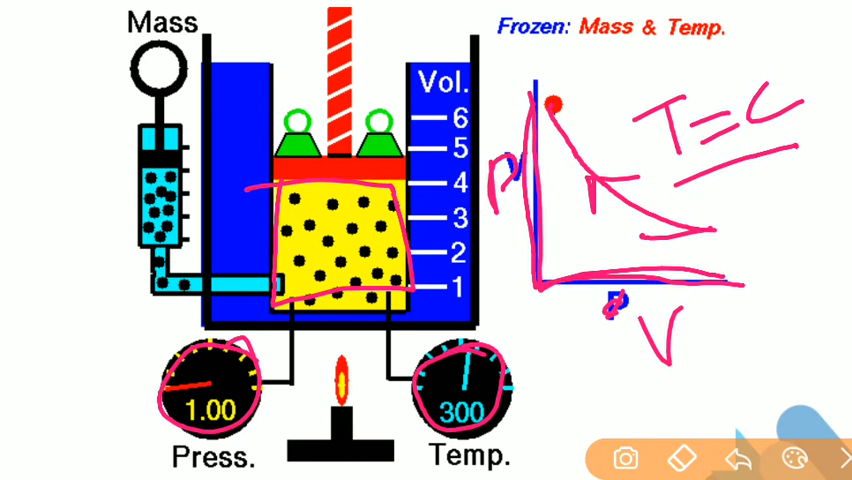 Mass
Frozen: Mass & Temp.
Vol.
6
5
4
3
2
1
P
T = C
V
1.00
300
Press.
Temp.